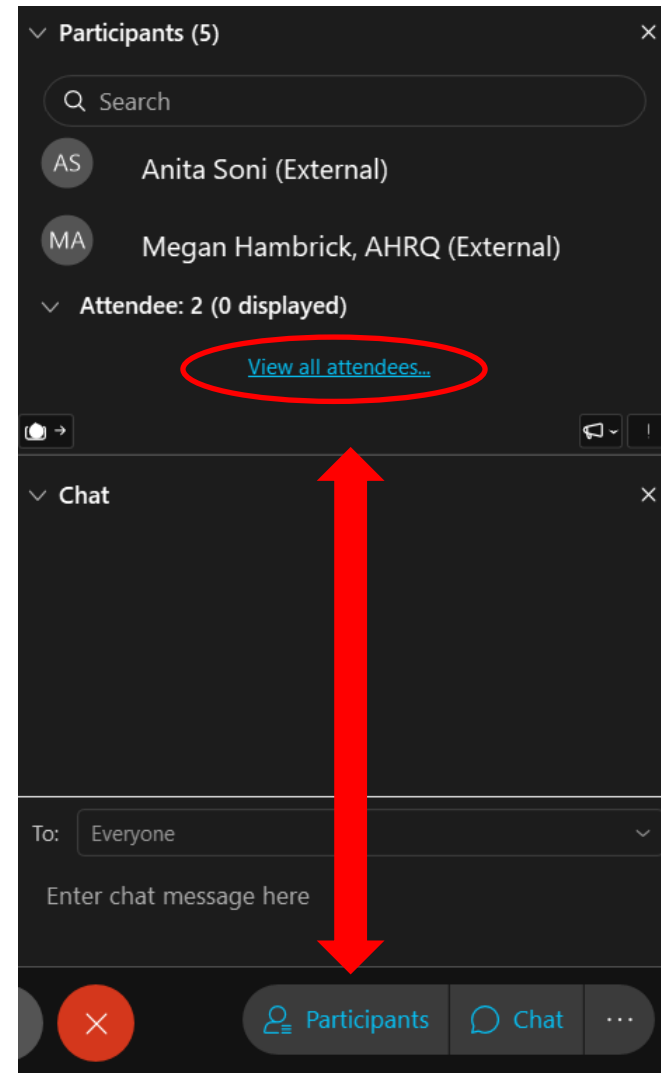 Participants (5)
Search
AS
Anita Soni (External)
MA
Megan Hambrick, AHRQ (External)
Attendee: 2 (0 displayed)
View all attendees...
Chat
To: Everyone
Enter chat message here
Participants Chat ...